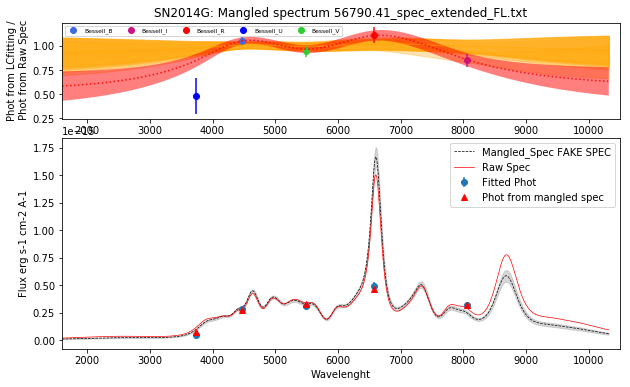 SN2014G: Mangled spectrum 56790.41_spec_extended_FL.txt
Phot from LCfitting /
Phot from Raw Spec
Bessell_B Bessell_I Bessell_R Bessell_U Bessell_V
1.00
0.75
0.50
0.25
2000 3000 4000 5000 6000 7000 8000 9000 10000
1e−15
Flux erg s-1 cm-2 A-1
Mangled_Spec FAKE SPEC
Raw Spec
Fitted Phot
Phot from mangled spec
1.75
1.50
1.25
1.00
0.75
0.50
0.25
0.00
2000 3000 4000 5000 6000 7000 8000 9000 10000
Wavelenght